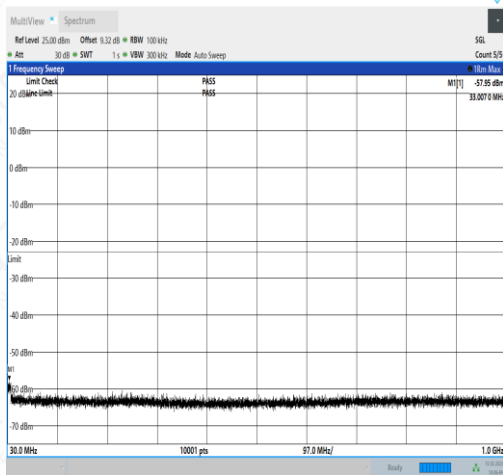 MultiView Spectrum
Ref Level 25.00 dBm Offset 9.32 dB RBW 100 kHz SGL
Att 30 dB SWT 1 s VBW 300 kHz Mode Auto Sweep Count 5/5
1 Frequency Sweep 1Rm Max
Limit Check PASS M1[1] -57.95 dBm
Line Limit PASS 33.007 0 MHz
20 dBm
10 dBm
0 dBm
-10 dBm
-20 dBm
Limit
-30 dBm
-40 dBm
-50 dBm
M1
-60 dBm
-70 dBm
30.0 MHz 10001 pts 97.0 MHz/ 1.0 GHz
Ready